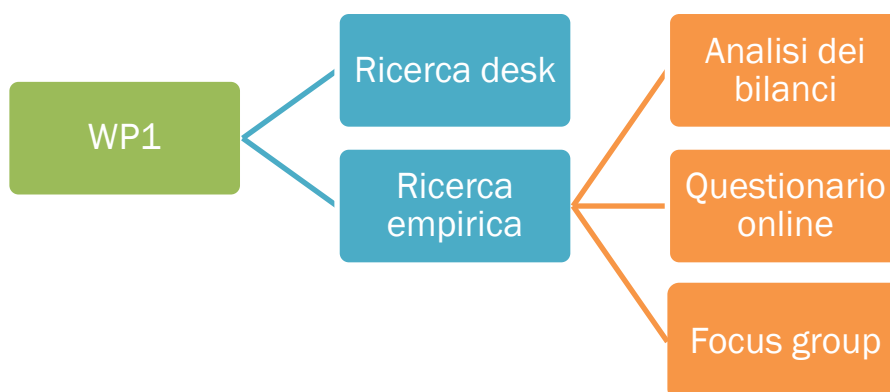 WP1
Ricerca desk
Ricerca
empirica
Analisi dei
bilanci
Questionario
online
Focus group